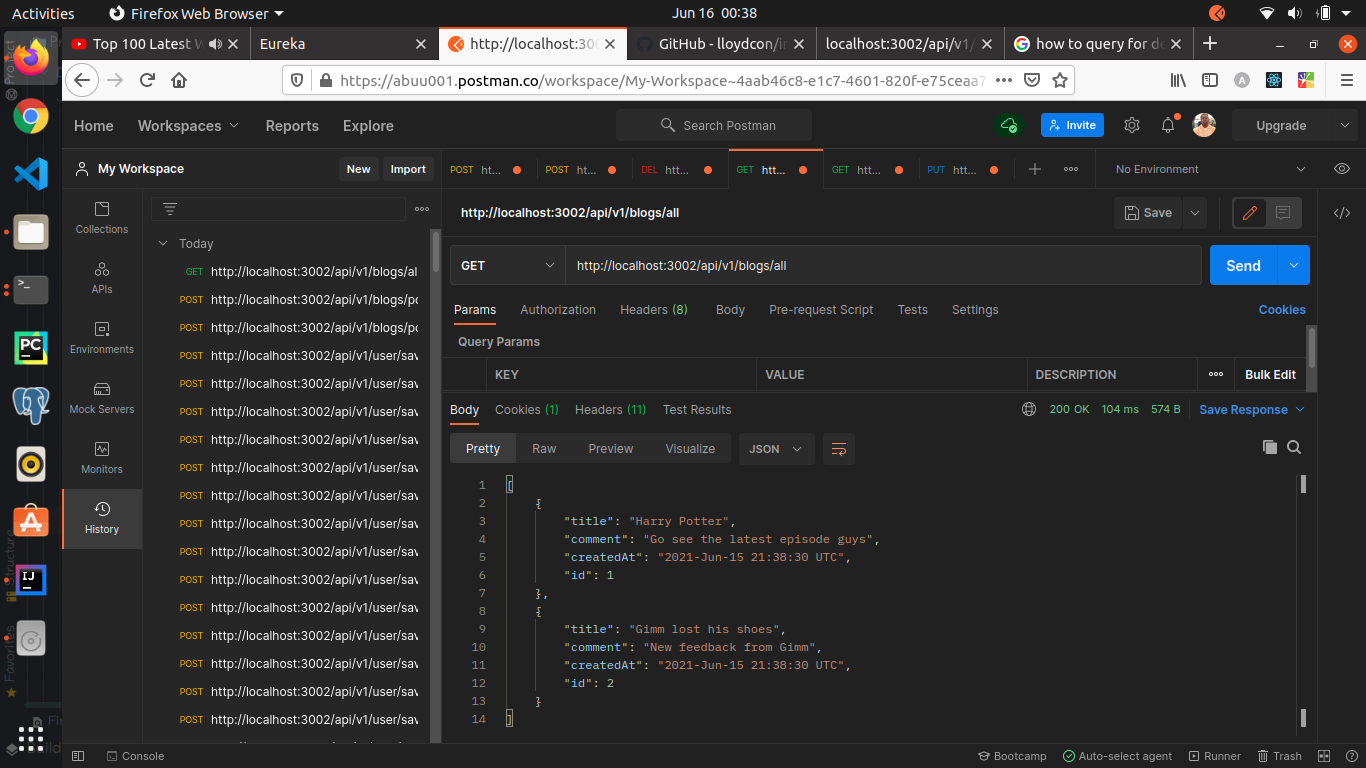 Activities
Firefox Web Browser
Jun 16 00:38
Top 100 Latest
Eureka
http://localhost:300
GitHub - lloydcon/i
localhost:3002/api/v1/
how to query for de
https://abuu001.postman.co/workspace/My-Workspace~4aab46c8-e1c7-4601-820f-e75ceaa7
Home
Workspaces
Reports
Explore
Search Postman
Invite
Upgrade
My Workspace
New
Import
POST htt...
POST htt...
DEL htt...
GET htt...
GET htt...
PUT htt...
No Environment
Collections
APIs
Environments
Mock Servers
Monitors
History
Today
GET http://localhost:3002/api/v1/blogs/al
POST http://localhost:3002/api/v1/blogs/po
POST http://localhost:3002/api/v1/blogs/po
POST http://localhost:3002/api/v1/user/sav
POST http://localhost:3002/api/v1/user/sav
POST http://localhost:3002/api/v1/user/sav
POST http://localhost:3002/api/v1/user/sav
POST http://localhost:3002/api/v1/user/sav
POST http://localhost:3002/api/v1/user/sav
POST http://localhost:3002/api/v1/user/sav
POST http://localhost:3002/api/v1/user/sav
POST http://localhost:3002/api/v1/user/sav
POST http://localhost:3002/api/v1/user/sav
POST http://localhost:3002/api/v1/user/sav
POST http://localhost:3002/api/v1/user/sav
POST http://localhost:3002/api/v1/user/sav
POST http://localhost:3002/api/v1/user/sav
http://localhost:3002/api/v1/blogs/all
Save
GET
http://localhost:3002/api/v1/blogs/all
Send
Params
Authorization
Headers (8)
Body
Pre-request Script
Tests
Settings
Cookies
Query Params
KEY
VALUE
DESCRIPTION
Bulk Edit
Body
Cookies (1)
Headers (11)
Test Results
200 OK
104 ms
574 B
Save Response
Pretty
Raw
Preview
Visualize
JSON
1 [
2 {
3 "title": "Harry Potter",
4 "comment": "Go see the latest episode guys",
5 "createdAt": "2021-Jun-15 21:38:30 UTC",
6 "id": 1
7 },
8 {
9 "title": "Gimm lost his shoes",
10 "comment": "New feedback from Gimm",
11 "createdAt": "2021-Jun-15 21:38:30 UTC",
12 "id": 2
13 }
14 ]
Console
Bootcamp
Auto-select agent
Runner
Trash
PC
IJ
Project
Structure
Favorites